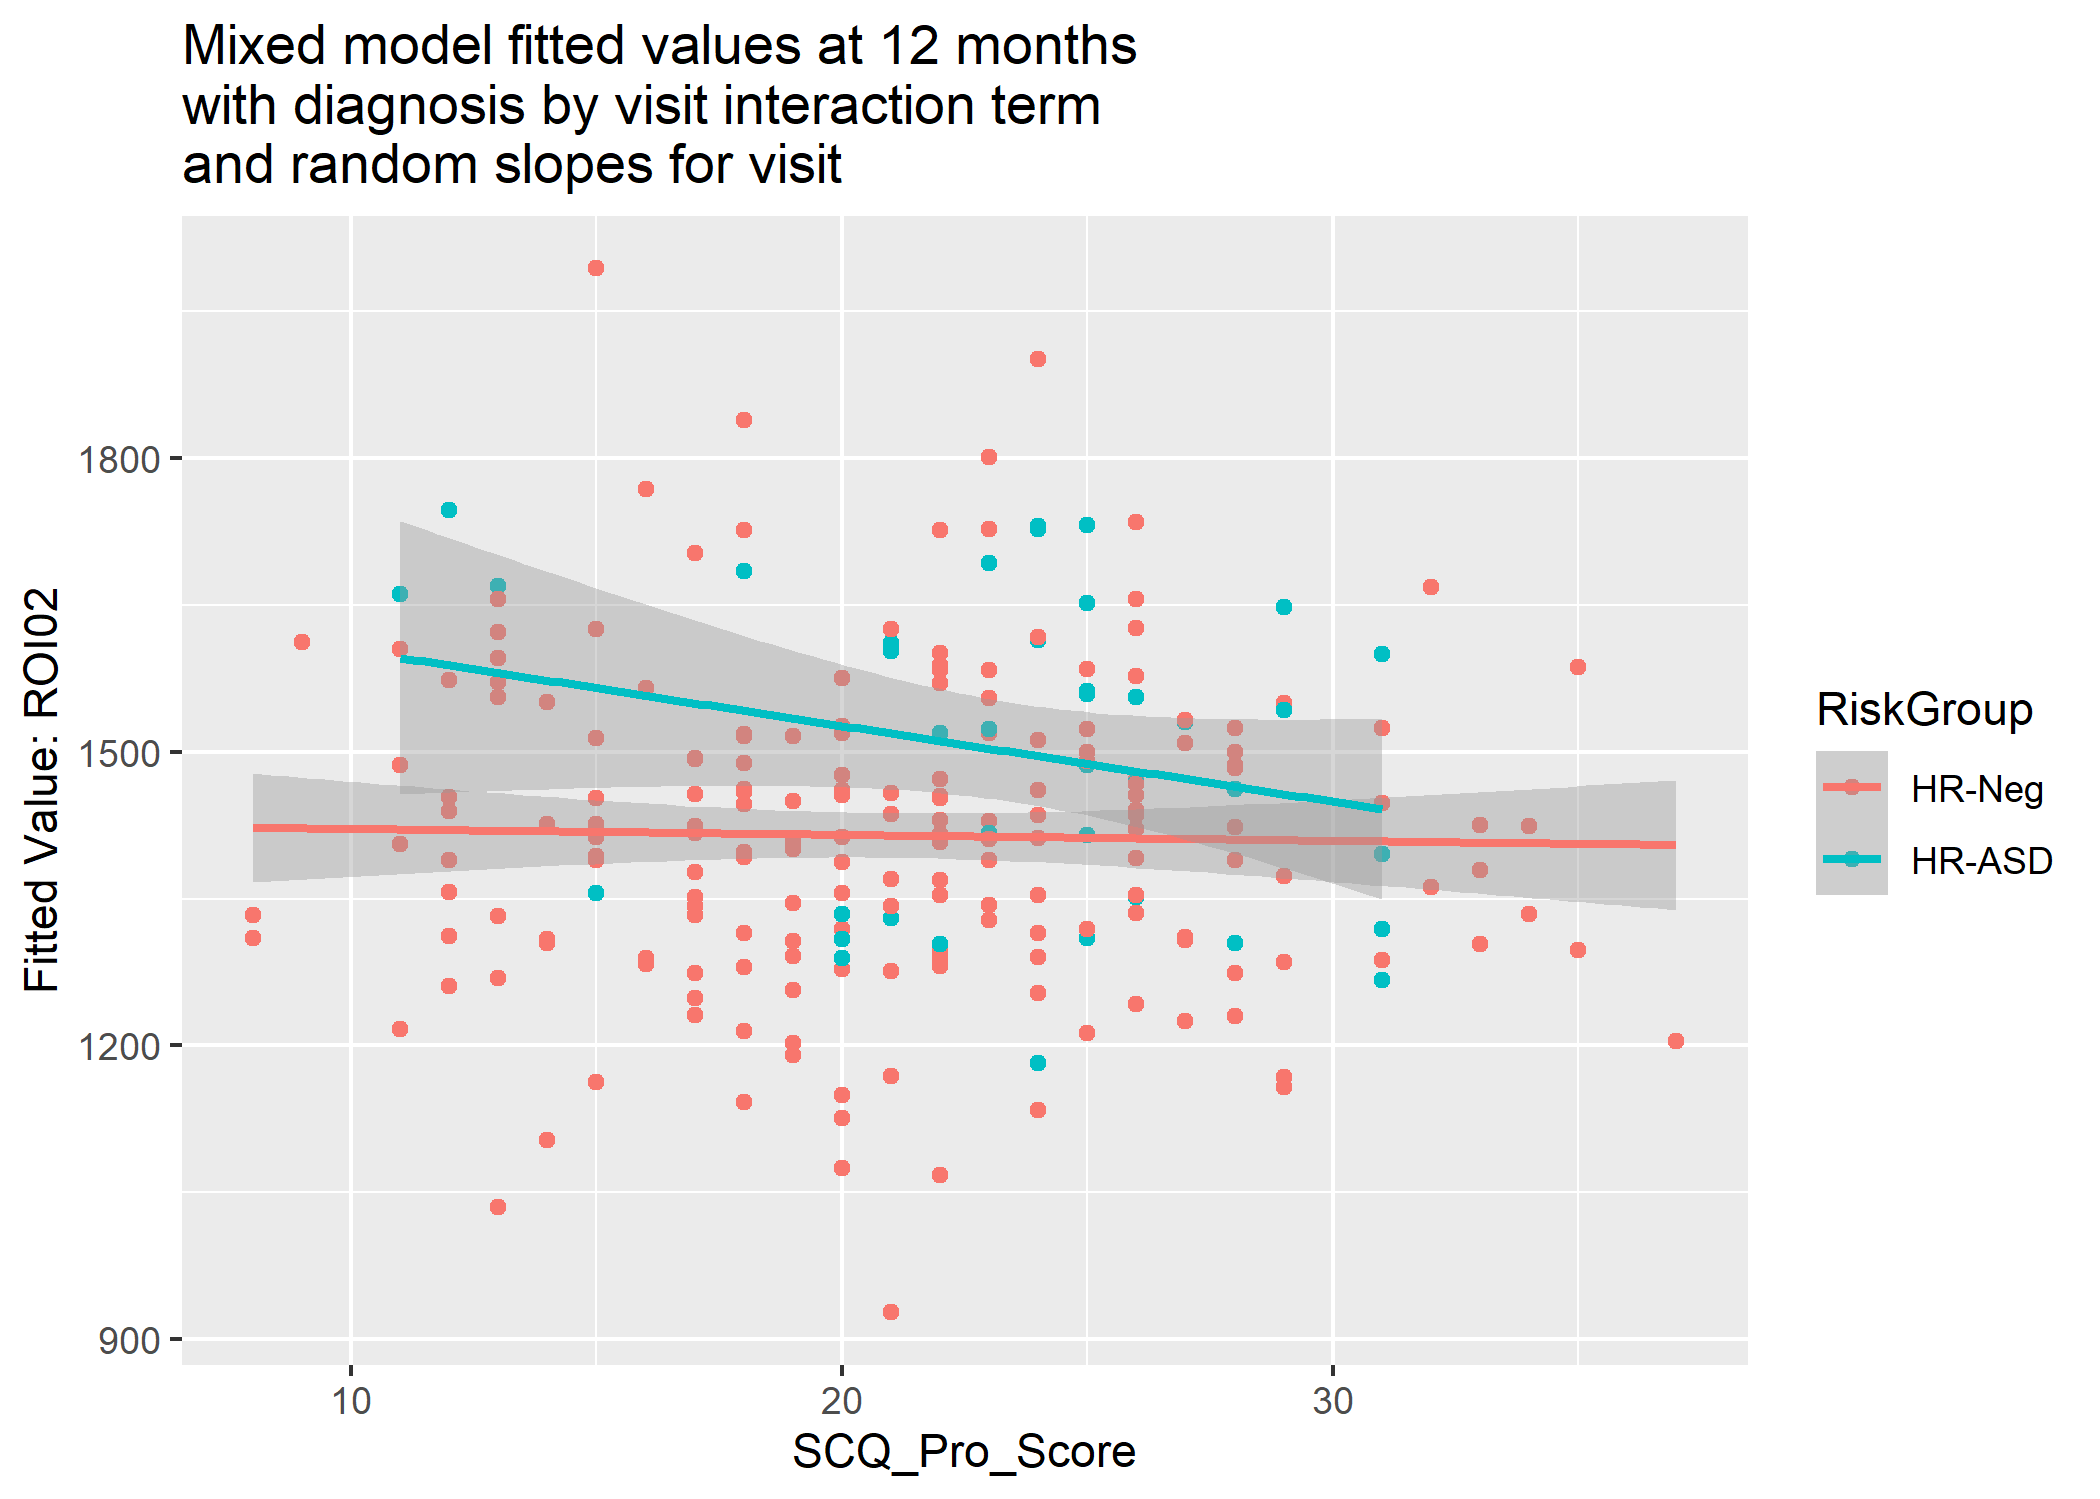 Mixed model fitted values at 12 months
with diagnosis by visit interaction term
and random slopes for visit
Fitted Value: ROI02
1800
1500
1200
900
10
20
30
SCQ_Pro_Score
RiskGroup
HR-Neg
HR-ASD